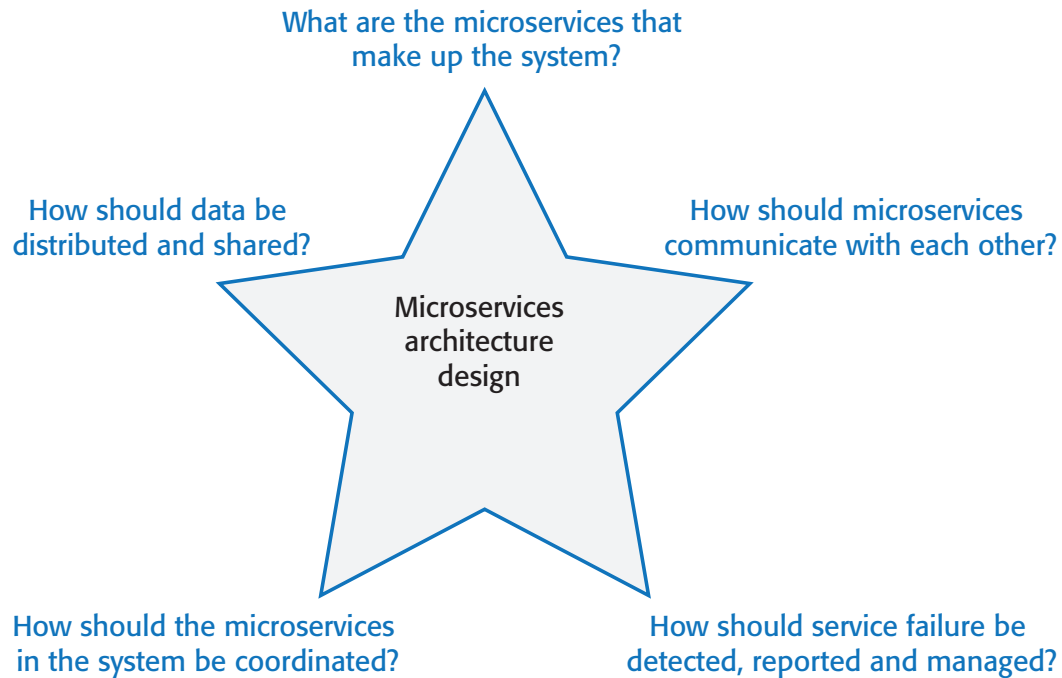 What are the microservices that
make up the system?
How should data be
distributed and shared?
How should microservices
communicate with each other?
Microservices
architecture
design
How should the microservices
in the system be coordinated?
How should service failure be
detected, reported and managed?